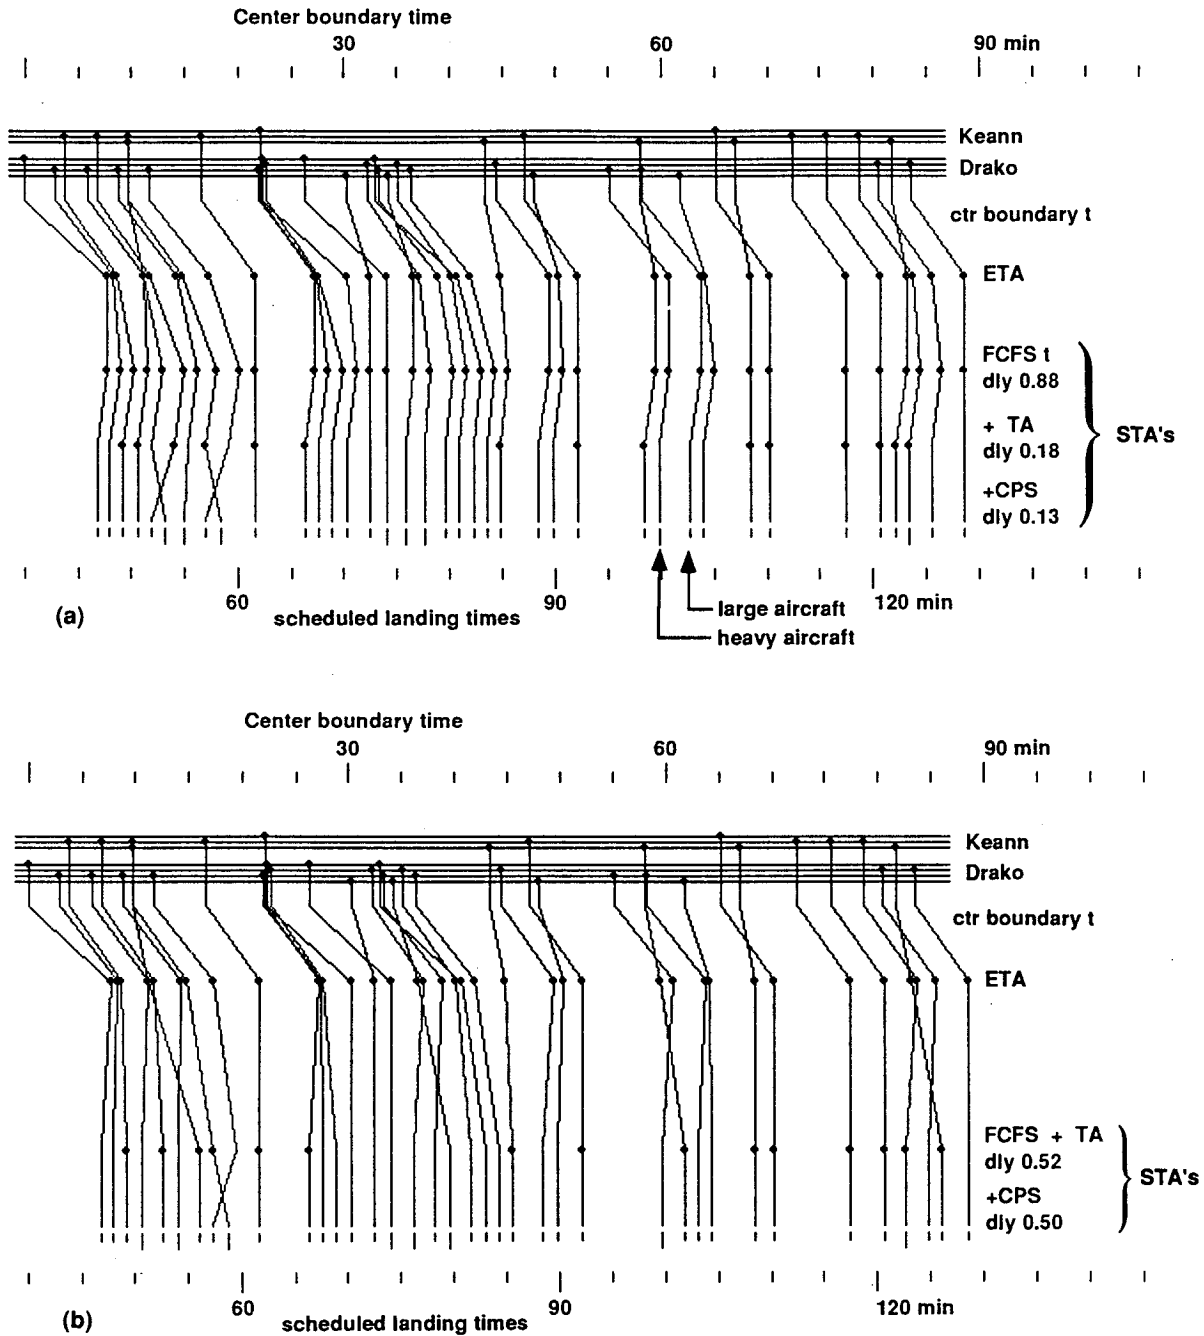 Center boundary time
30
60
90 min
Keann
Drako
ctr boundary t
ETA
FCFS t
dly 0.88
+ TA
dly 0.18
STA's
+CPS
dly 0.13
60
90
120 min
(a)
scheduled landing times
large aircraft
heavy aircraft
Center boundary time
30
60
90 min
Keann
Drako
ctr boundary t
ETA
FCFS + TA
dly 0.52
STA's
+CPS
dly 0.50
60
90
120 min
(b)
scheduled landing times